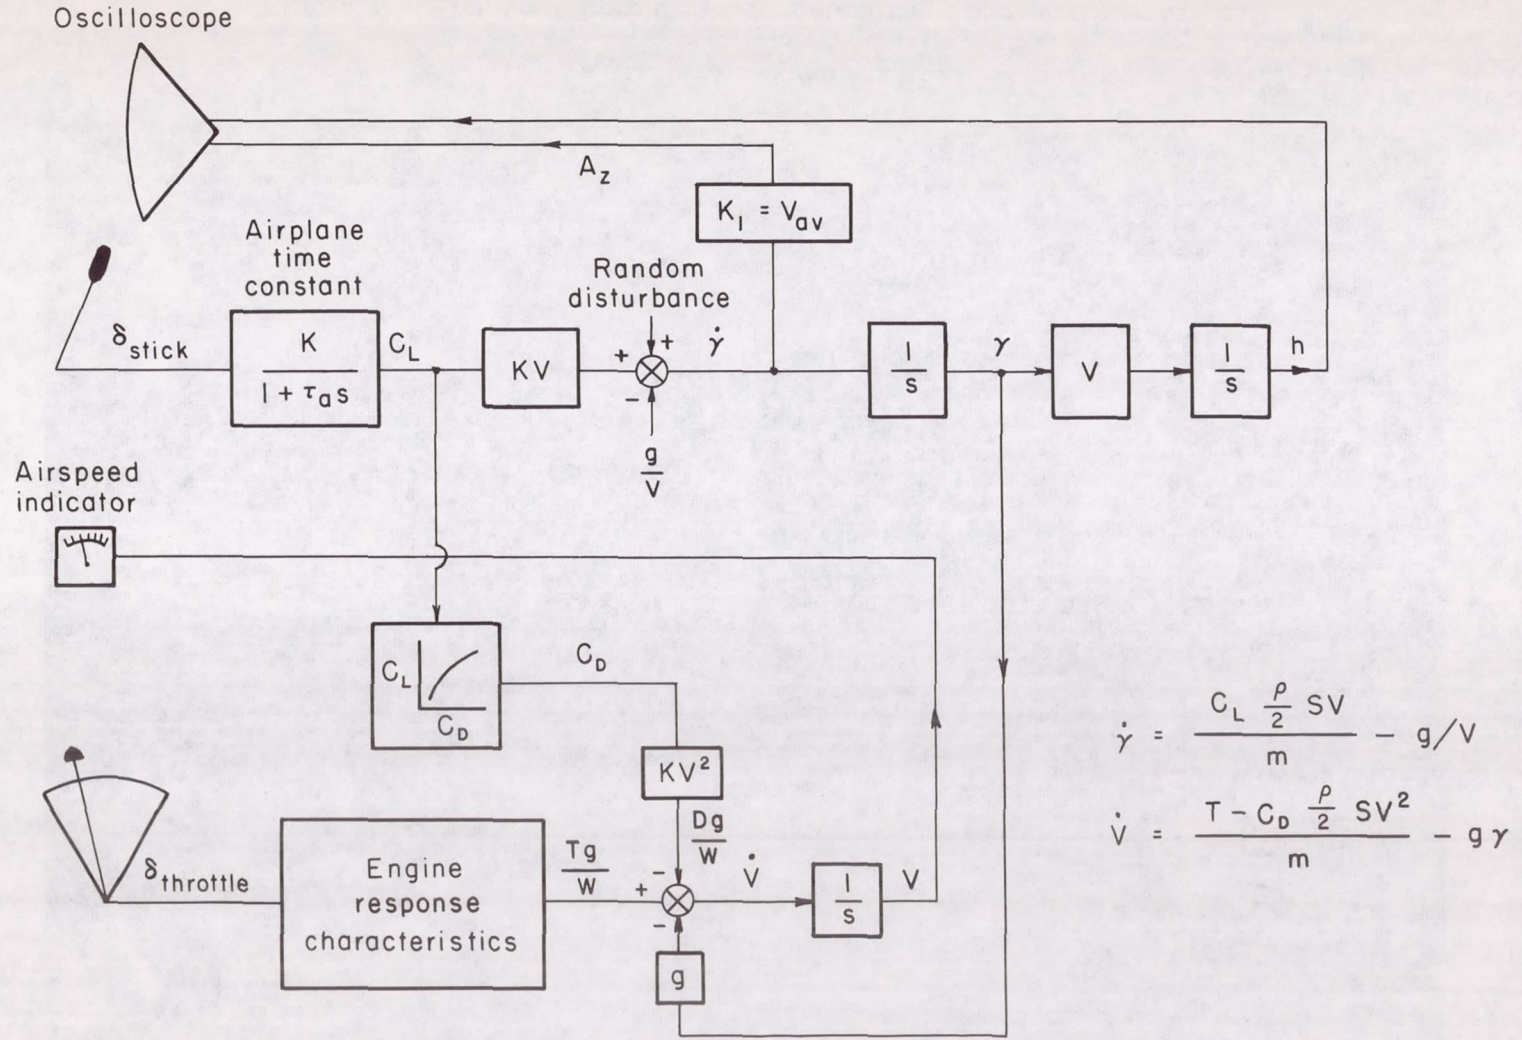 Oscilloscope
A_z
K_1 = V_av
Airplane
time
constant
Random
disturbance
δ_stick
K
1 + τ_a s
C_L
KV
+
+
−
g
V
γ̇
1
s
γ
V
1
s
h
Airspeed
indicator
C_L
C_D
C_D
KV²
Dg
W
δ_throttle
Engine
response
characteristics
Tg
W
+
−
−
V̇
1
s
V
g
γ̇ = C_L ρ/2 SV / m − g/V
V̇ = T − C_D ρ/2 SV² / m − gγ